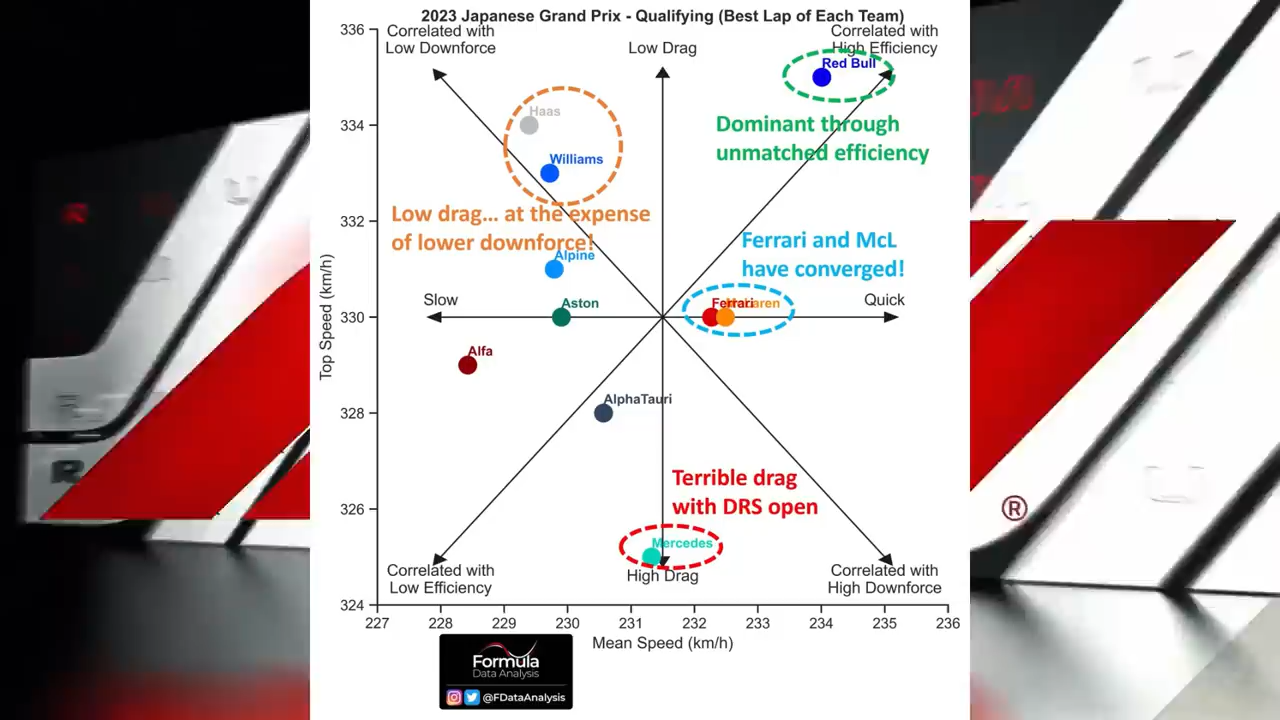 2023 Japanese Grand Prix - Qualifying (Best Lap of Each Team)
336
Correlated with
Low Downforce
Low Drag
Correlated with
High Efficiency
Red Bull
334
Haas
Dominant through
unmatched efficiency
Williams
332
Low drag... at the expense
of lower downforce!
Ferrari and McL
have converged!
Alpine
Top Speed (km/h)
330
Slow
Aston
Ferrari
McLaren
Quick
Alfa
328
AlphaTauri
Terrible drag
with DRS open
326
Mercedes
High Drag
Correlated with
Low Efficiency
Correlated with
High Downforce
324
227 228 229 230 231 232 233 234 235 236
Mean Speed (km/h)
Formula
Data Analysis
@FDataAnalysis
®